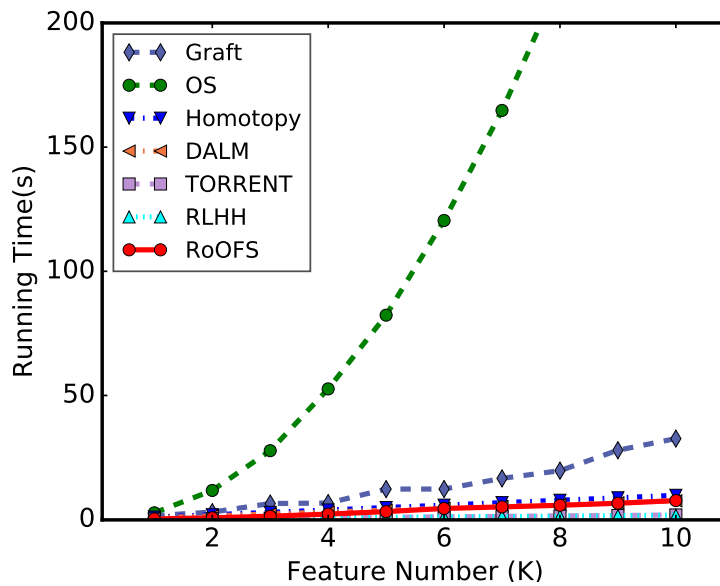 200
150
100
50
0
Running Time(s)
Graft
OS
Homotopy
DALM
TORRENT
RLHH
RoOFS
2 4 6 8 10
Feature Number (K)